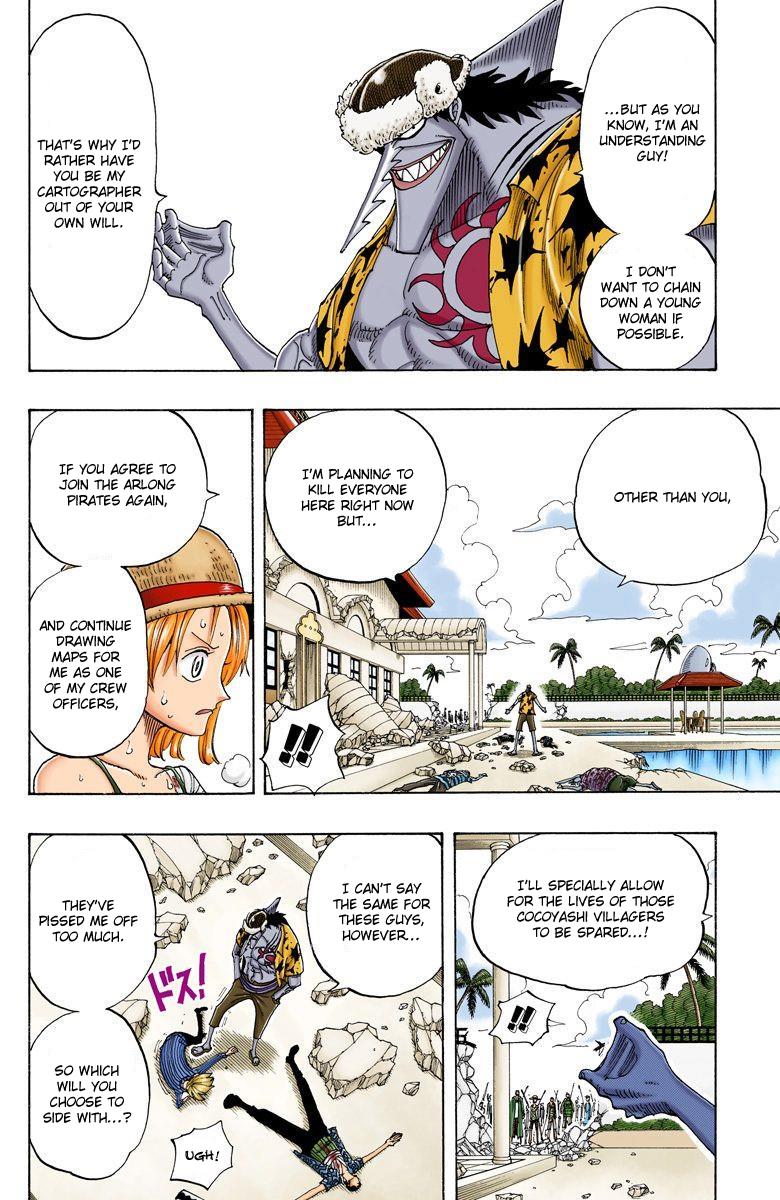 ...BUT AS YOU
KNOW, I'M AN
UNDERSTANDING
GUY!
I DON'T
WANT TO CHAIN
DOWN A YOUNG
WOMAN IF
POSSIBLE.
THAT'S WHY I'D
RATHER HAVE
YOU BE MY
CARTOGRAPHER
OUT OF YOUR
OWN WILL.
OTHER THAN YOU,
I'M PLANNING TO
KILL EVERYONE
HERE RIGHT NOW
BUT...
!!
IF YOU AGREE TO
JOIN THE ARLONG
PIRATES AGAIN,
AND CONTINUE
DRAWING
MAPS FOR
ME AS ONE
OF MY CREW
OFFICERS,
I'LL SPECIALLY ALLOW
FOR THE LIVES OF THOSE
COCOYASHI VILLAGERS
TO BE SPARED...!
!!
I CAN'T SAY
THE SAME FOR
THESE GUYS,
HOWEVER...
THEY'VE
PISSED ME OFF
TOO MUCH.
ドス!
SO WHICH
WILL YOU
CHOOSE TO
SIDE WITH...?
UGH!